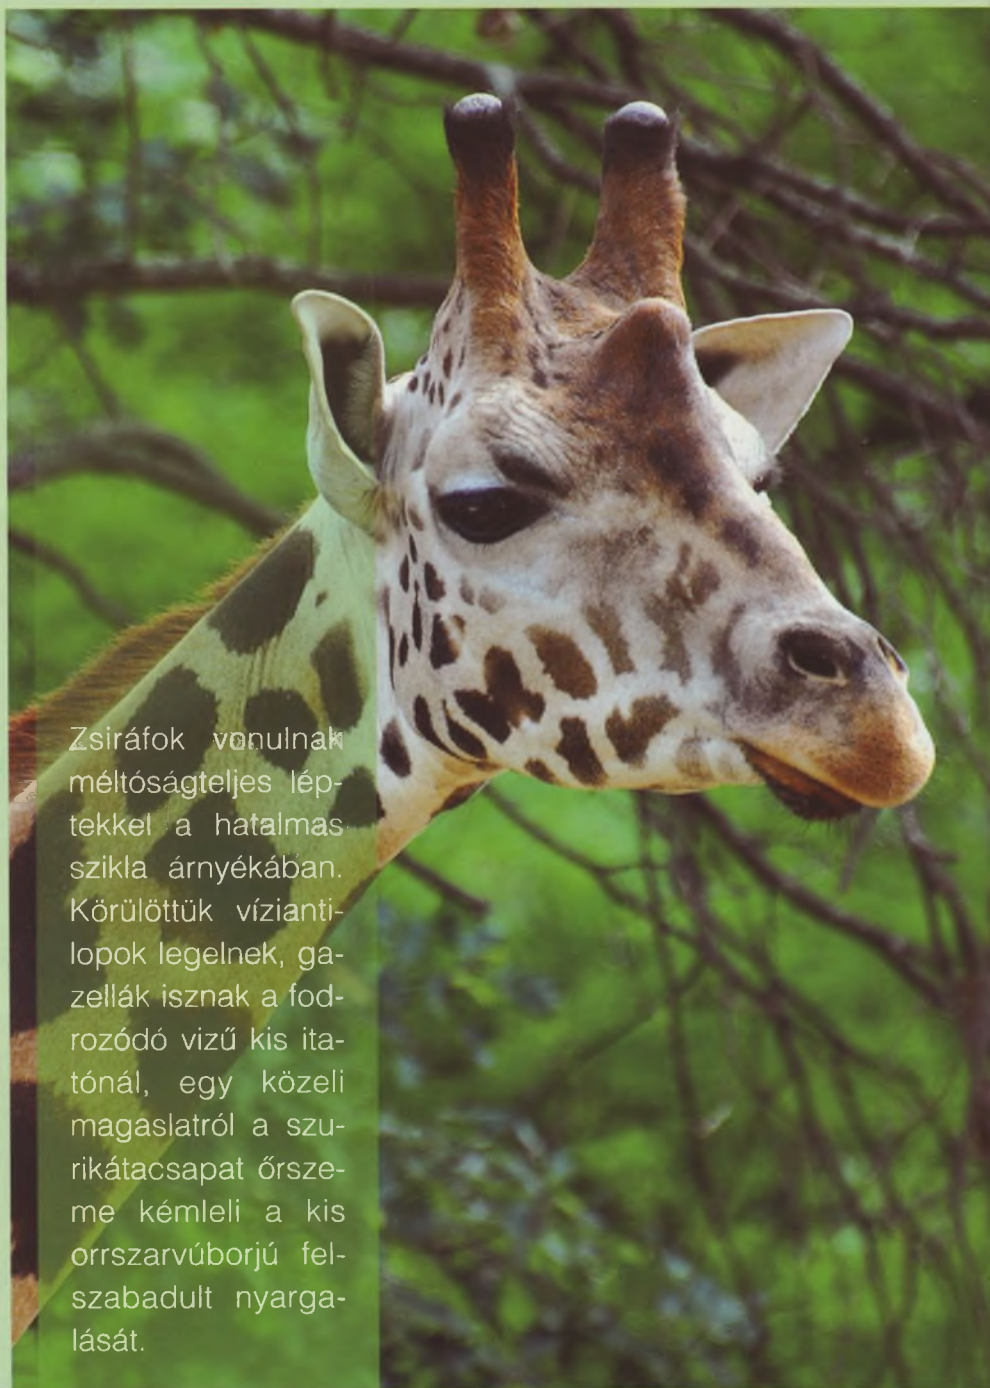 Zsiráfok vonulnak
méltóságteljes lép-
tekkel a hatalmas
szikla árnyékában.
Körülöttük víziánti-
lopok legelnek, ga-
zellák isznak a fod-
rozódó vizű kis ita-
tónál, egy közeli
magaslatról a szu-
rikátacsapat őrsze-
me kémleli a kis
orrszarvúborjú fel-
szabadult nyarga-
lását.